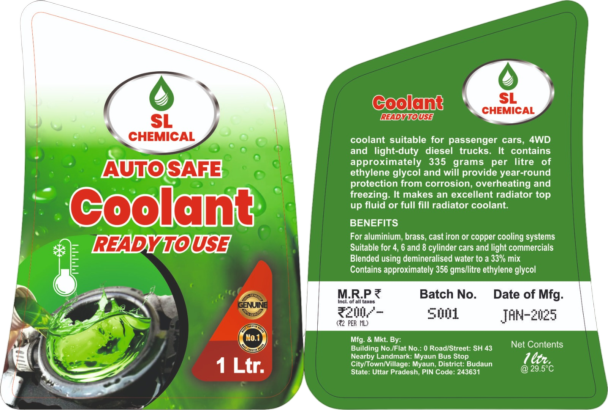 SL
CHEMICAL
AUTO SAFE
Coolant
READY TO USE
GENUINE
No.1
1 Ltr.
Coolant
READY TO USE
SL
CHEMICAL
coolant suitable for passenger cars, 4WD
and light-duty diesel trucks. It contains
approximately 335 grams per litre of
ethylene glycol and will provide year-round
protection from corrosion, overheating and
freezing. It makes an excellent radiator top
up fluid or full fill radiator coolant.
BENEFITS
For aluminium, brass, cast iron or copper cooling systems
Suitable for 4, 6 and 8 cylinder cars and light commercials
Blended using demineralised water to a 33% mix
Contains approximately 356 gms/litre ethylene glycol
M.R.P ₹ Batch No. Date of Mfg.
Incl. of all taxes
₹200/- S001 JAN-2025
(₹2 PER ML)
Mfg. & Mkt. By:
Building No./Flat No.: 0 Road/Street: SH 43
Nearby Landmark: Myaun Bus Stop
City/Town/Village: Myaun, District: Budaun
State: Uttar Pradesh, PIN Code: 243631
Net Contents
1 ltr.
@ 29.5°C